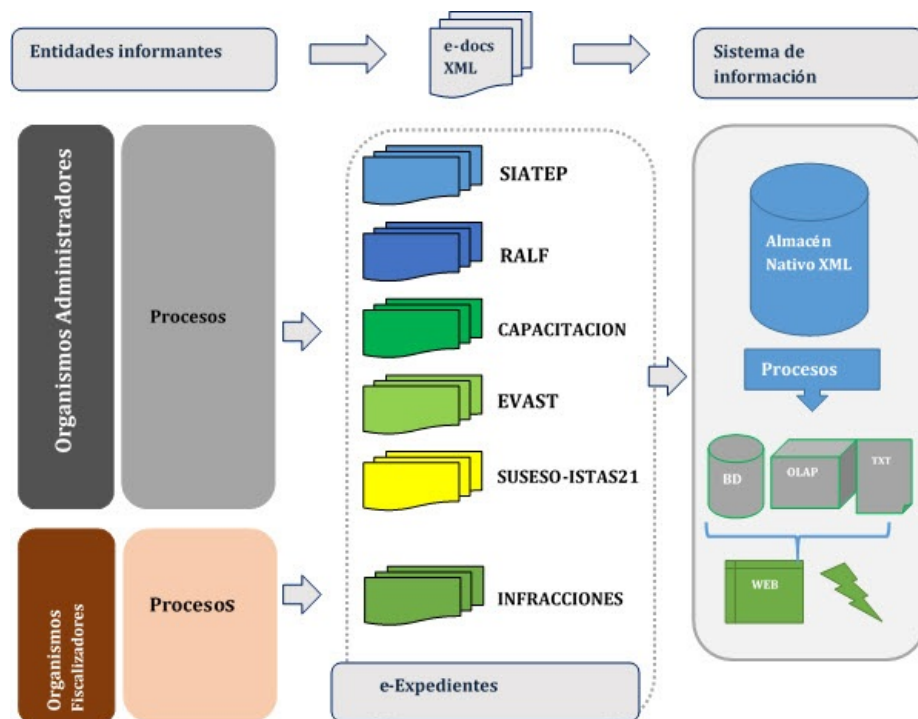 Entidades informantes
e-docs
XML
Sistema de
información
Organismos Administradores
Procesos
SIATEP
RALF
CAPACITACION
EVAST
SUSESO-ISTAS21
Organismos
Fiscalizadores
Procesos
INFRACCIONES
e-Expedientes
Almacén
Nativo XML
Procesos
BD
OLAP
TXT
WEB